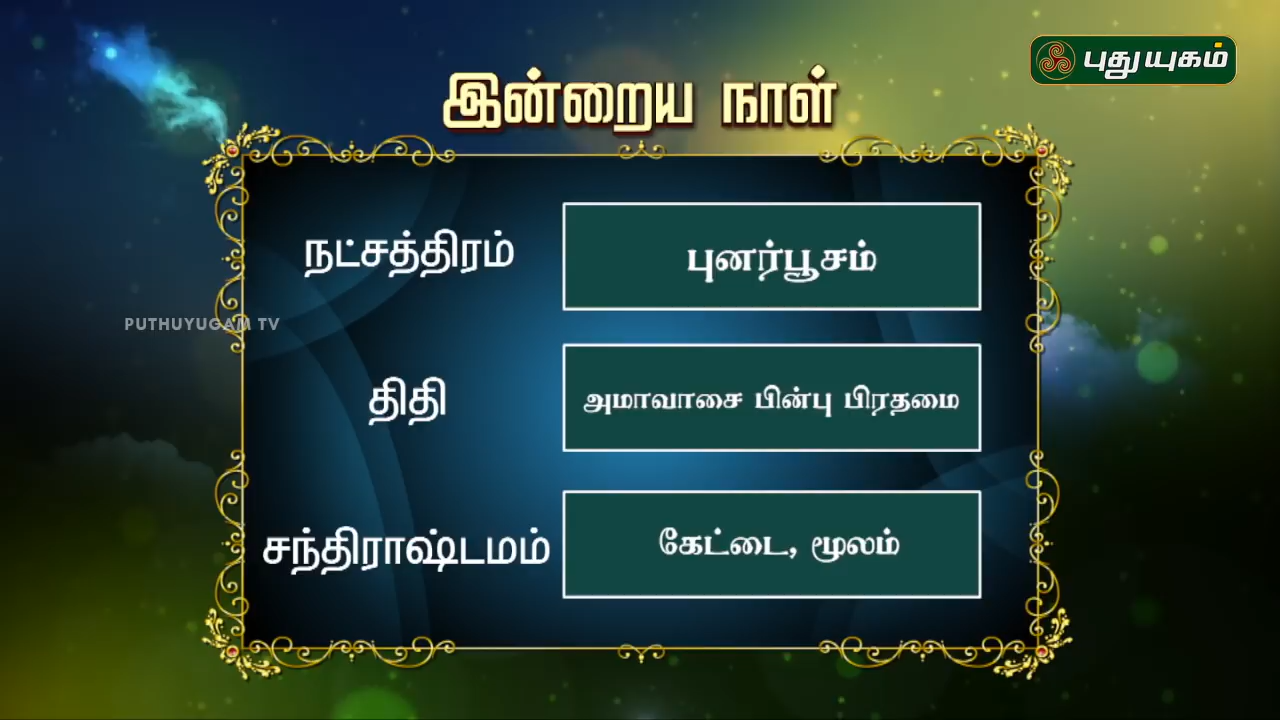 புதுயுகம்
இன்றைய நாள்
நட்சத்திரம் புனர்பூசம்
PUTHUYUGAM TV
திதி அமாவாசை பின்பு பிரதமை
சந்திராஷ்டமம் கேட்டை, மூலம்